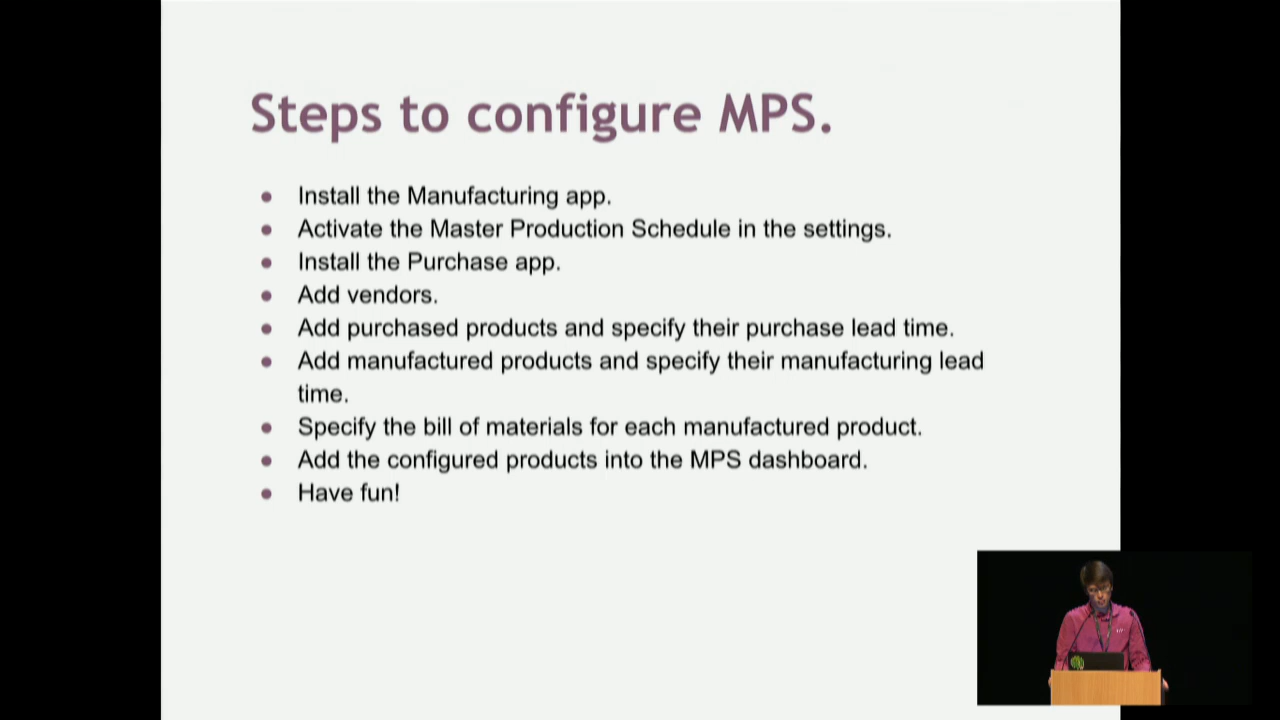 Steps to configure MPS.
Install the Manufacturing app.
Activate the Master Production Schedule in the settings.
Install the Purchase app.
Add vendors.
Add purchased products and specify their purchase lead time.
Add manufactured products and specify their manufacturing lead
time.
Specify the bill of materials for each manufactured product.
Add the configured products into the MPS dashboard.
Have fun!